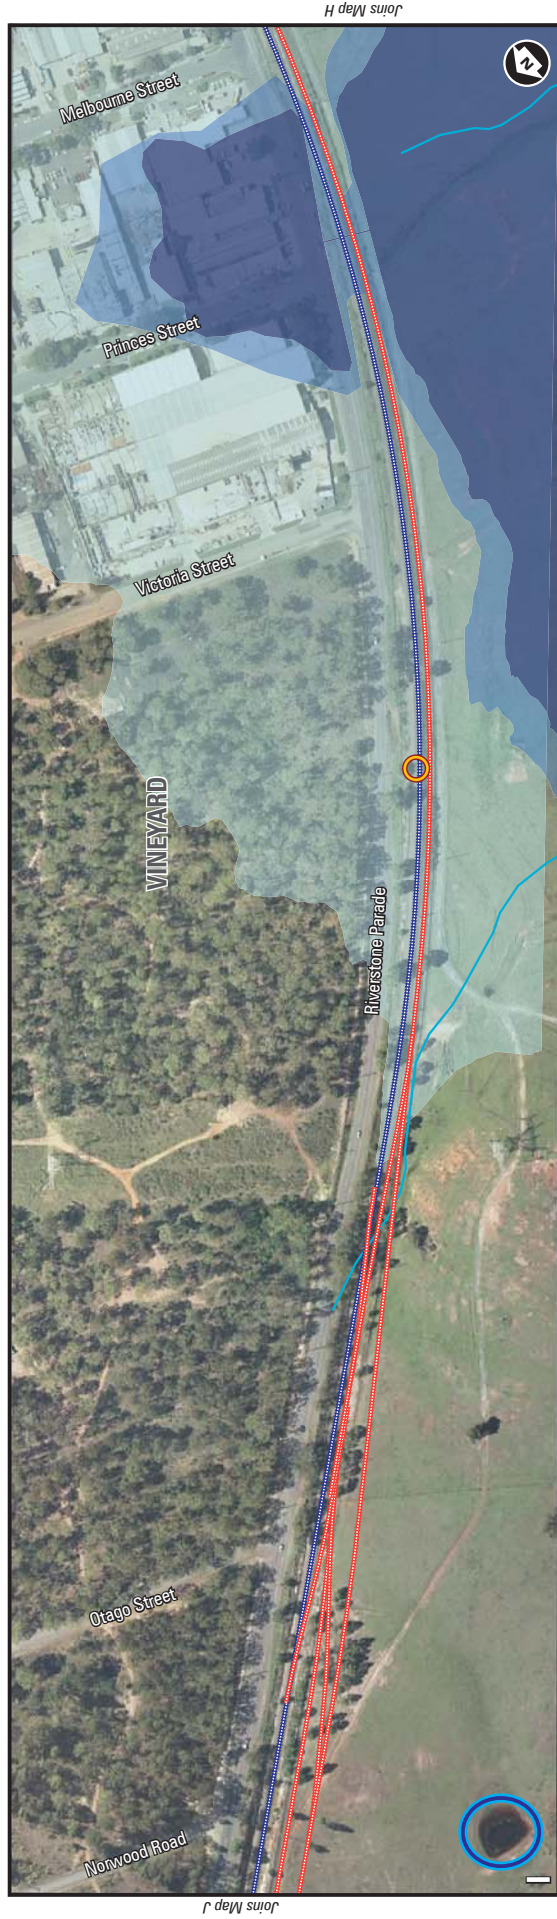 Joins Map H
N
Melbourne Street
Princes Street
Victoria Street
VINEYARD
Riverstone Parade
Otago Street
Norwood Road
Joins Map J